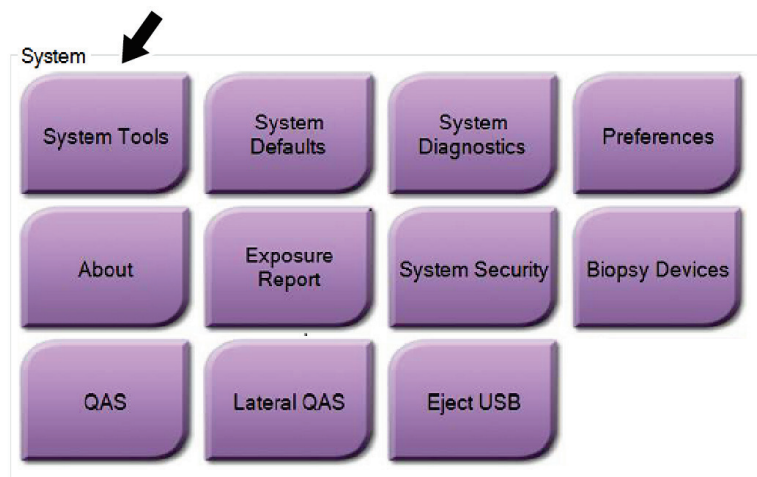 System
System Tools
System
Defaults
System
Diagnostics
Preferences
About
Exposure
Report
System Security
Biopsy Devices
QAS
Lateral QAS
Eject USB